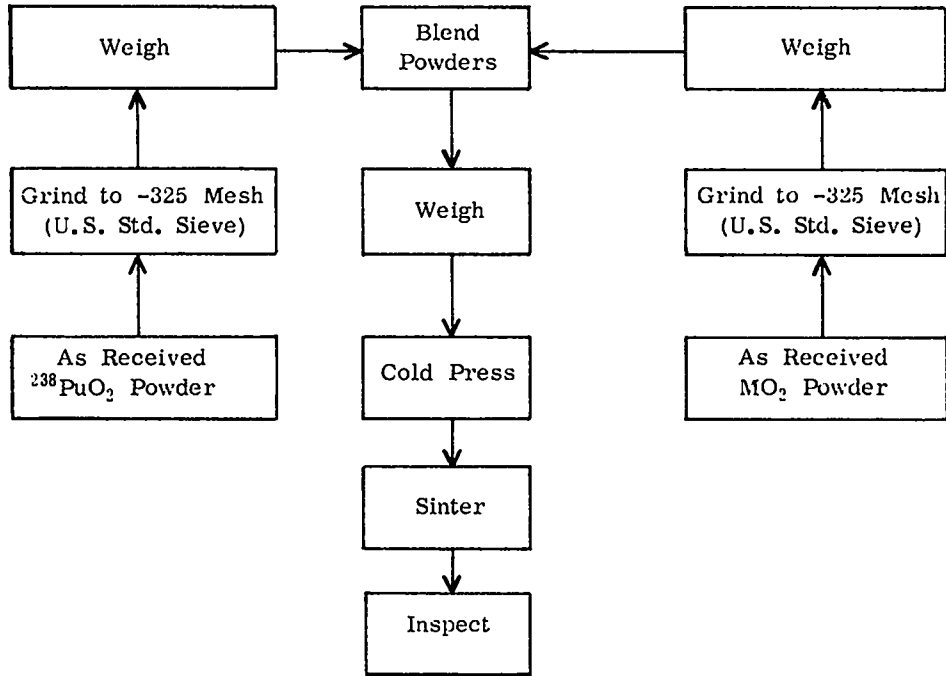 Weigh
Blend
Powders
Weigh
Grind to -325 Mesh
(U.S. Std. Sieve)
Weigh
Grind to -325 Mesh
(U.S. Std. Sieve)
As Received
²³⁸PuO₂ Powder
Cold Press
As Received
MO₂ Powder
Sinter
Inspect